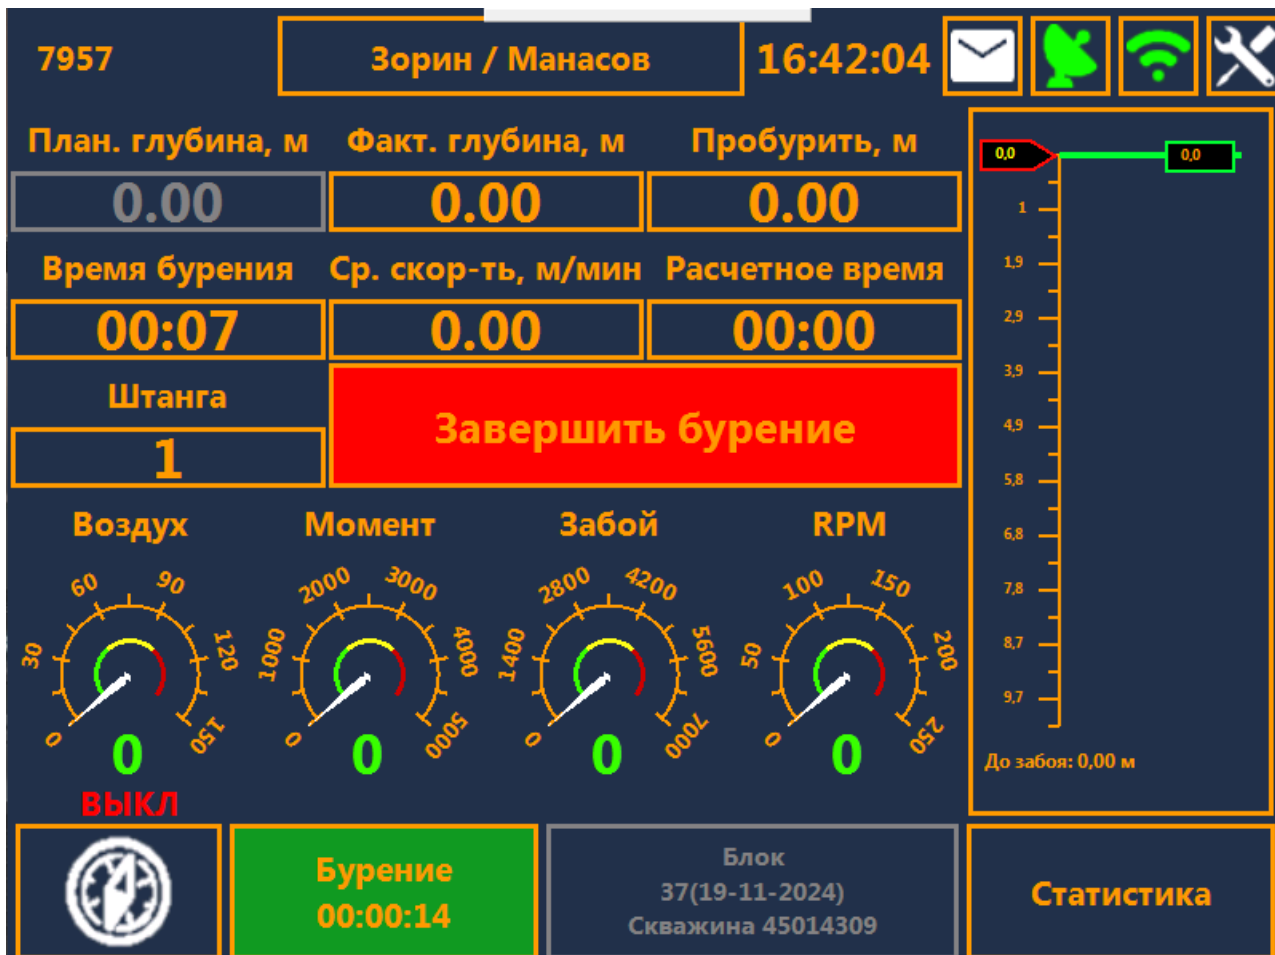 7957
Зорин / Манасов
16:42:04
План. глубина, м
Факт. глубина, м
Пробурить, м
0.00
0.00
0.00
Время бурения
Ср. скор-ть, м/мин
Расчетное время
00:07
0.00
00:00
Штанга
1
Завершить бурение
Воздух
Момент
Забой
RPM
0
30
60
90
120
150
0
ВЫКЛ
0
1000
2000
3000
4000
5000
0
0
1400
2800
4200
5600
7000
0
0
50
100
150
200
250
0
0,0
0,0
1
1,9
2,9
3,9
4,9
5,8
6,8
7,8
8,7
9,7
До забоя: 0,00 м
Бурение
00:00:14
Блок
37(19-11-2024)
Скважина 45014309
Статистика